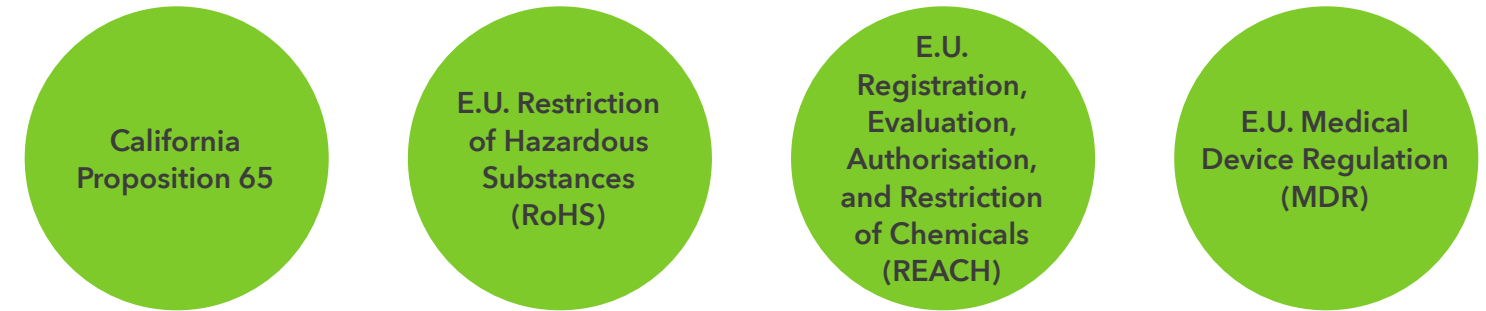 California
Proposition 65
E.U. Restriction
of Hazardous
Substances
(RoHS)
E.U.
Registration,
Evaluation,
Authorisation,
and Restriction
of Chemicals
(REACH)
E.U. Medical
Device Regulation
(MDR)